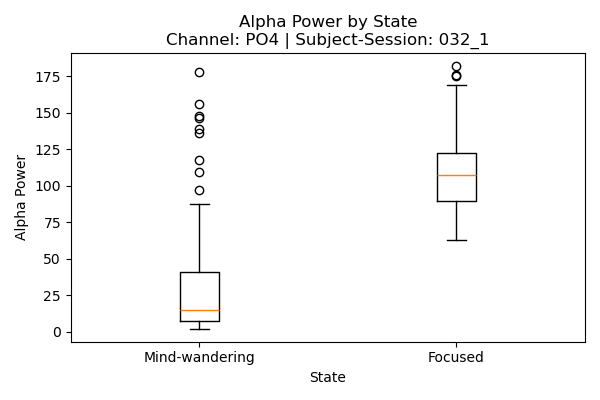 Alpha Power by State
Channel: PO4 | Subject-Session: 032_1
175
150
125
100
75
50
25
0
Alpha Power
Mind-wandering
Focused
State